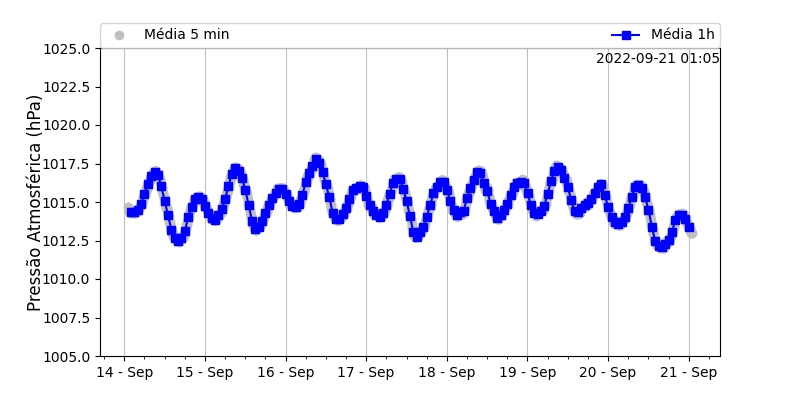 Média 5 min
Média 1h
2022-09-21 01:05
Pressão Atmosférica (hPa)
1025.0
1022.5
1020.0
1017.5
1015.0
1012.5
1010.0
1007.5
1005.0
14 - Sep
15 - Sep
16 - Sep
17 - Sep
18 - Sep
19 - Sep
20 - Sep
21 - Sep